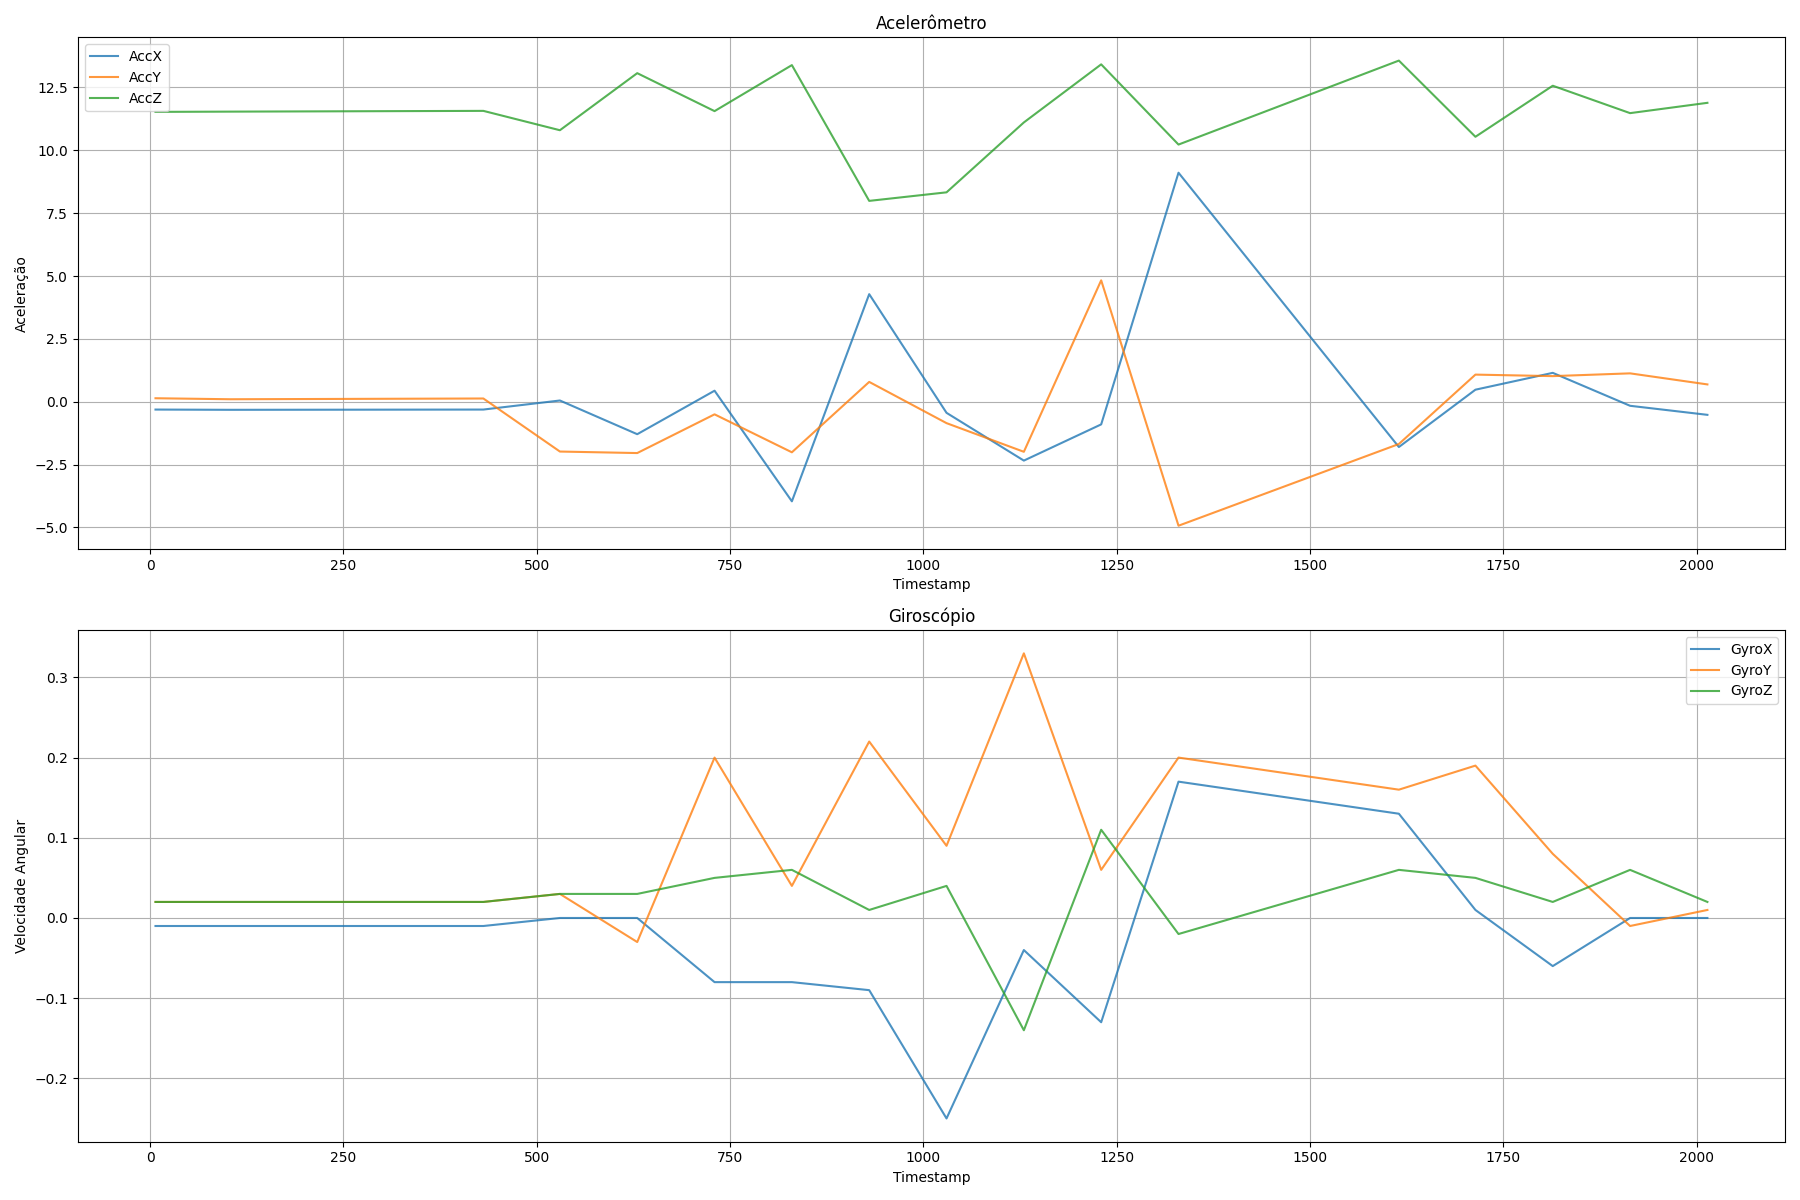 Acelerômetro
AccX
AccY
AccZ
12.5
10.0
7.5
5.0
2.5
0.0
−2.5
−5.0
Aceleração
0 250 500 750 1000 1250 1500 1750 2000
Timestamp
Giroscópio
GyroX
GyroY
GyroZ
0.3
0.2
0.1
0.0
−0.1
−0.2
Velocidade Angular
0 250 500 750 1000 1250 1500 1750 2000
Timestamp